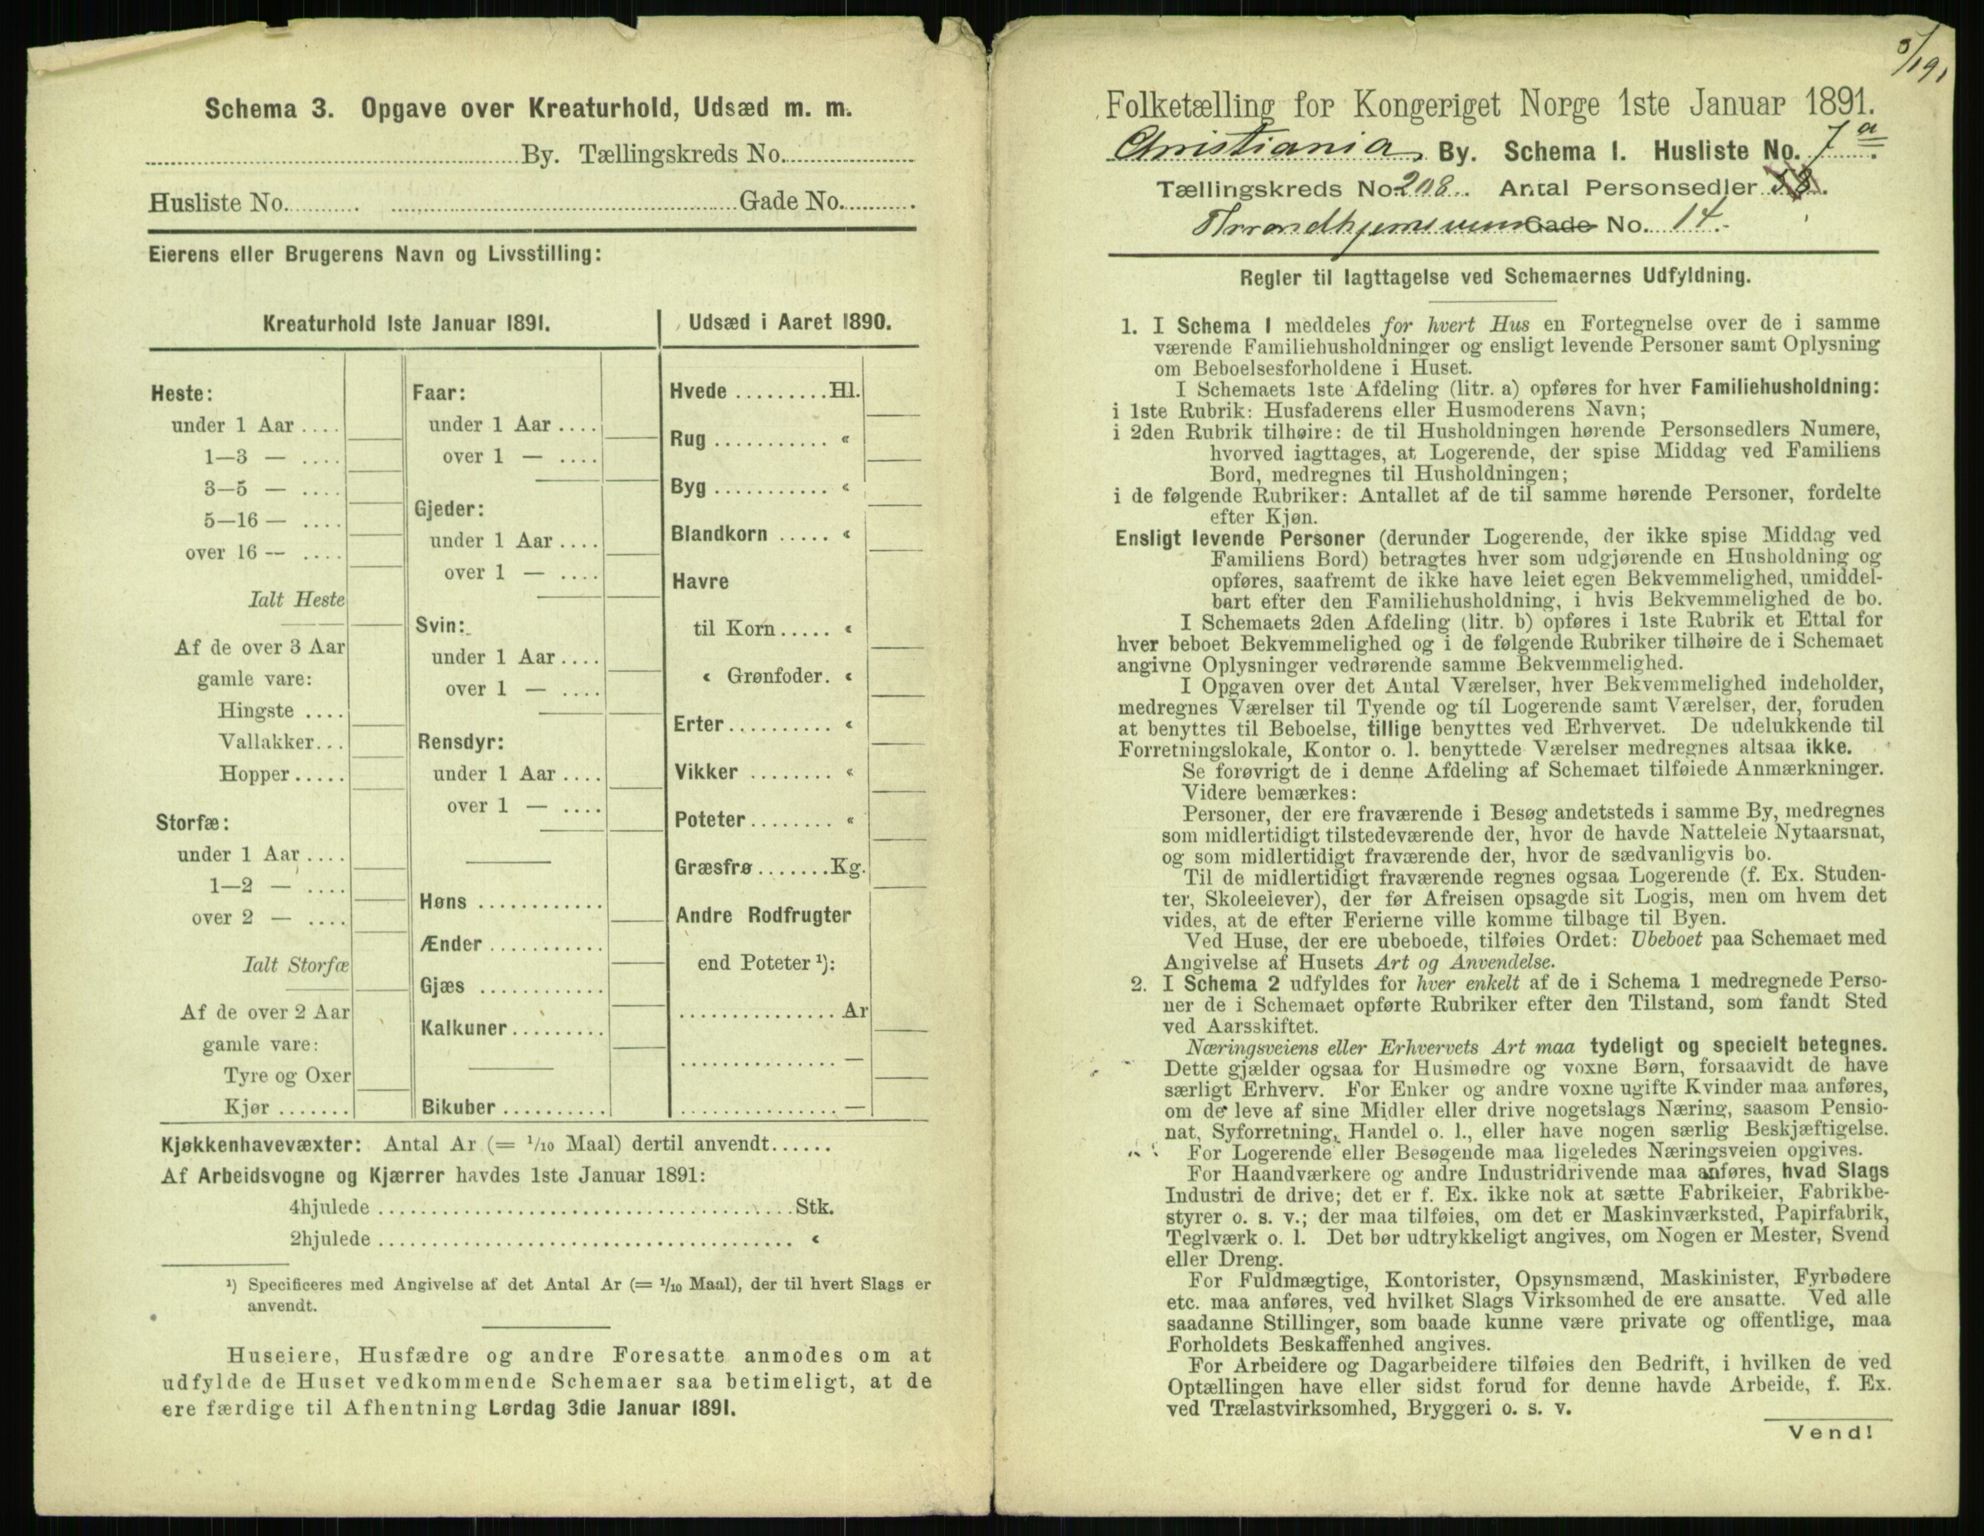 Schema 3. Opgave over Kreaturhold, Udsæd m. m.
By. Tællingskreds No.
Husliste No. Gade No.
Eierens eller Brugerens Navn og Livsstilling:
Kreaturhold 1ste Januar 1891.
Heste:
under 1 Aar ....
1—3 — ....
3—5 — ....
5—16 — ....
over 16 — ....
Ialt Heste
Af de over 3 Aar
gamle vare:
Hingste ....
Vallakker...
Hopper.....
Storfæ:
under 1 Aar ....
1—2 — ....
over 2 — ....
Ialt Storfæ
Af de over 2 Aar
gamle vare:
Tyre og Oxer
Kjør .......
Faar:
under 1 Aar ....
over 1 — ....
Gjeder:
under 1 Aar ....
over 1 — ....
Svin:
under 1 Aar ....
over 1 — ....
Rensdyr:
under 1 Aar ....
over 1 — ....
Høns ............
Ænder ...........
Gjæs ............
Kalkuner.........
Bikuber ..........
Udsæd i Aaret 1890.
Hvede .........Hl.
Rug ........... «
Byg ........... «
Blandkorn ..... «
Havre
til Korn..... «
« Grønfoder. «
Erter.......... «
Vikker ........ «
Poteter........ «
Græsfrø.......Kg.
Andre Rodfrugter
end Poteter ¹):
...............Ar
............... —
...............—
Kjøkkenhavevæxter: Antal Ar (= 1/10 Maal) dertil anvendt......
Af Arbeidsvogne og Kjærrer havdes 1ste Januar 1891:
4hjulede ....................................Stk.
2hjulede .................................... «
¹) Specificeres med Angivelse af det Antal Ar (= 1/10 Maal), der til hvert Slags er
anvendt.
Huseiere, Husfædre og andre Foresatte anmodes om at
udfylde de Huset vedkommende Schemaer saa betimeligt, at de
ere færdige til Afhentning Lørdag 3die Januar 1891.
Folketælling for Kongeriget Norge 1ste Januar 1891.
Christiania By. Schema 1. Husliste No. 7 a
Tællingskreds No. 208. Antal Personsedler 58.
Gade No. 14.
Regler til Iagttagelse ved Schemaernes Udfyldning.
1. I Schema 1 meddeles for hvert Hus en Fortegnelse over de i samme
værende Familiehusholdninger og ensligt levende Personer samt Oplysning
om Beboelsesforholdene i Huset.
I Schemaets 1ste Afdeling (litr. a) opføres for hver Familiehusholdning:
i 1ste Rubrik: Husfaderens eller Husmoderens Navn;
i 2den Rubrik tilhøire: de til Husholdningen hørende Personsedlers Numere,
hvorved iagttages, at Logerende, der spise Middag ved Familiens
Bord, medregnes til Husholdningen;
i de følgende Rubriker: Antallet af de til samme hørende Personer, fordelte
efter Kjøn.
Ensligt levende Personer (derunder Logerende, der ikke spise Middag ved
Familiens Bord) betragtes hver som udgjørende en Husholdning og
opføres, saafremt de ikke have leiet egen Bekvemmelighed, umiddel-
bart efter den Familiehusholdning, i hvis Bekvemmelighed de bo.
I Schemaets 2den Afdeling (litr. b) opføres i 1ste Rubrik et Ettal for
hver beboet Bekvemmelighed og i de følgende Rubriker tilhøire de i Schemaet
angivne Oplysninger vedrørende samme Bekvemmelighed.
I Opgaven over det Antal Værelser, hver Bekvemmelighed indeholder,
medregnes Værelser til Tyende og til Logerende samt Værelser, der, foruden
at benyttes til Beboelse, tillige benyttes ved Erhvervet. De udelukkende til
Forretningslokale, Kontor o. l. benyttede Værelser medregnes altsaa ikke.
Se forøvrigt de i denne Afdeling af Schemaet tilføiede Anmærkninger.
Videre bemærkes:
Personer, der ere fraværende i Besøg andetsteds i samme By, medregnes
som midlertidigt tilstedeværende der, hvor de havde Natteleie Nytaarsnat,
og som midlertidigt fraværende der, hvor de sædvanligvis bo.
Til de midlertidigt fraværende regnes ogsaa Logerende (f. Ex. Studen-
ter, Skoleelever), der før Afreisen opsagde sit Logis, men om hvem det
vides, at de efter Ferierne ville komme tilbage til Byen.
Ved Huse, der ere ubeboede, tilføies Ordet: Ubeboet paa Schemaet med
Angivelse af Husets Art og Anvendelse.
2. I Schema 2 udfyldes for hver enkelt af de i Schema 1 medregnede Perso-
ner de i Schemaet opførte Rubriker efter den Tilstand, som fandt Sted
ved Aarsskiftet.
Næringsveiens eller Erhvervets Art maa tydeligt og specielt betegnes.
Dette gjælder ogsaa for Husmødre og voxne Børn, forsaavidt de have
særligt Erhverv. For Enker og andre voxne ugifte Kvinder maa anføres,
om de leve af sine Midler eller drive nogetslags Næring, saasom Pensio-
nat, Syforretning, Handel o. l., eller have nogen særlig Beskjæftigelse.
For Logerende eller Besøgende maa ligeledes Næringsveien opgives.
For Haandværkere og andre Industridrivende maa anføres, hvad Slags
Industri de drive; det er f. Ex. ikke nok at sætte Fabrikeier, Fabrikbe-
styrer o. s. v.; der maa tilføies, om det er Maskinværksted, Papirfabrik,
Teglværk o. l. Det bør udtrykkeligt angives, om Nogen er Mester, Svend
eller Dreng.
For Fuldmægtige, Kontorister, Opsynsmænd, Maskinister, Fyrbødere
etc. maa anføres, ved hvilket Slags Virksomhed de ere ansatte. Ved alle
saadanne Stillinger, som baade kunne være private og offentlige, maa
Forholdets Beskaffenhed angives.
For Arbeidere og Dagarbeidere tilføies den Bedrift, i hvilken de ved
Optællingen have eller sidst forud for denne havde Arbeide, f. Ex.
ved Trælastvirksomhed, Bryggeri o. s. v.
Vend!